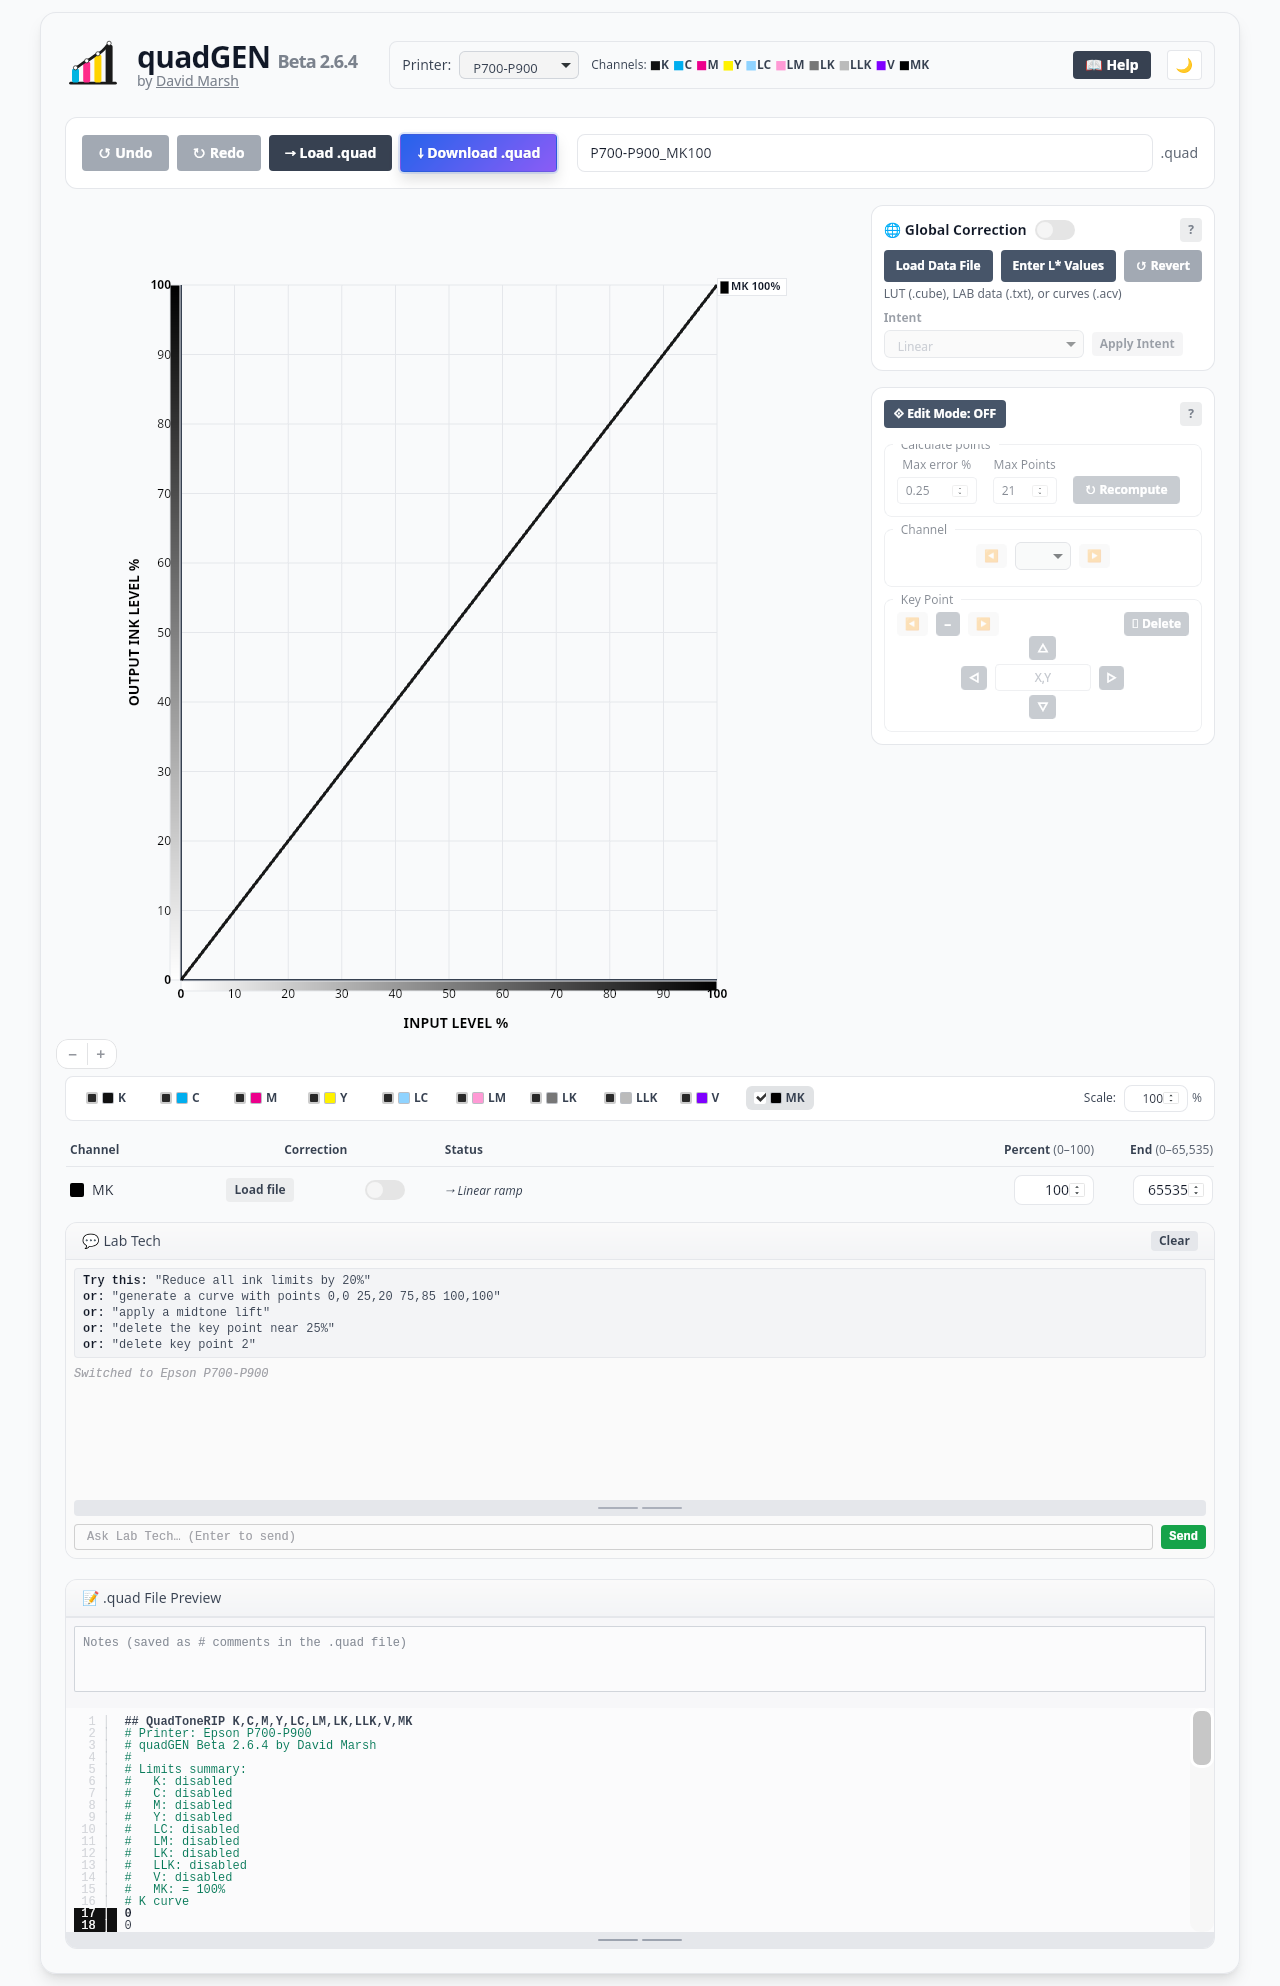 quadGEN Beta 2.6.4
by David Marsh
Printer: P700-P900 Channels: K C M Y LC LM LK LLK V MK
📖 Help
↺ Undo
↻ Redo
→ Load .quad
↓ Download .quad
P700-P900_MK100 .quad
🌐 Global Correction ?
Load Data File
Enter L* Values
↺ Revert
LUT (.cube), LAB data (.txt), or curves (.acv)
Intent
Linear
Apply Intent
⟐ Edit Mode: OFF ?
Calculate points
Max error % Max Points
0.25 21 ↻ Recompute
Channel
Key Point
– Delete
X,Y
MK 100%
100
90
80
70
60
50
40
30
20
10
0
OUTPUT INK LEVEL %
0 10 20 30 40 50 60 70 80 90 100
INPUT LEVEL %
– +
K C M Y LC LM LK LLK V MK Scale: 100 %
Channel Correction Status Percent (0–100) End (0–65,535)
MK Load file → Linear ramp 100 65535
💬 Lab Tech Clear
Try this: "Reduce all ink limits by 20%"
or: "generate a curve with points 0,0 25,20 75,85 100,100"
or: "apply a midtone lift"
or: "delete the key point near 25%"
or: "delete key point 2"
Switched to Epson P700-P900
Ask Lab Tech… (Enter to send) Send
📝 .quad File Preview
Notes (saved as # comments in the .quad file)
1 ## QuadToneRIP K,C,M,Y,LC,LM,LK,LLK,V,MK
2 # Printer: Epson P700-P900
3 # quadGEN Beta 2.6.4 by David Marsh
4 #
5 # Limits summary:
6 #   K: disabled
7 #   C: disabled
8 #   M: disabled
9 #   Y: disabled
10 #   LC: disabled
11 #   LM: disabled
12 #   LK: disabled
13 #   LLK: disabled
14 #   V: disabled
15 #   MK: = 100%
16 # K curve
17 0
18 0